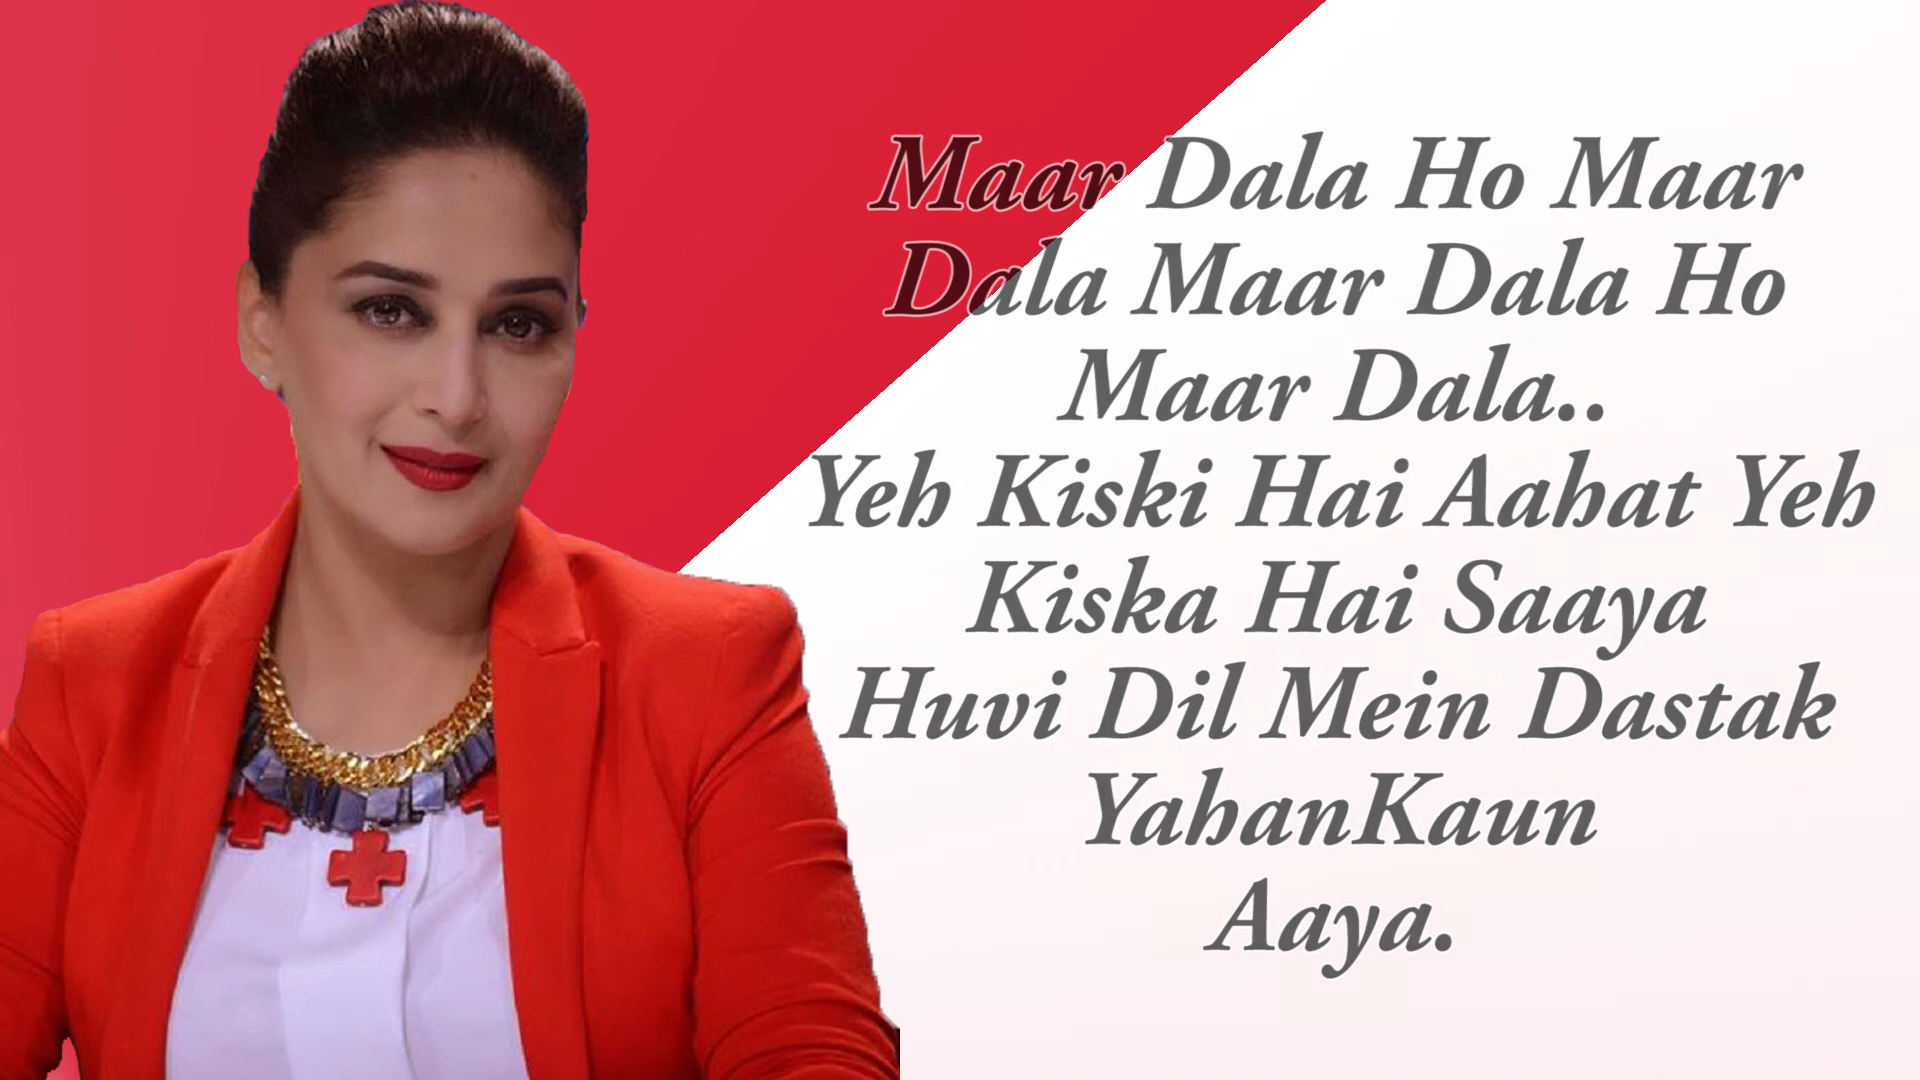 Maar Dala Ho Maar
Dala Maar Dala Ho
Maar Dala..
Yeh Kiski Hai Aahat Yeh
Kiska Hai Saaya
Huvi Dil Mein Dastak
YahanKaun
Aaya.